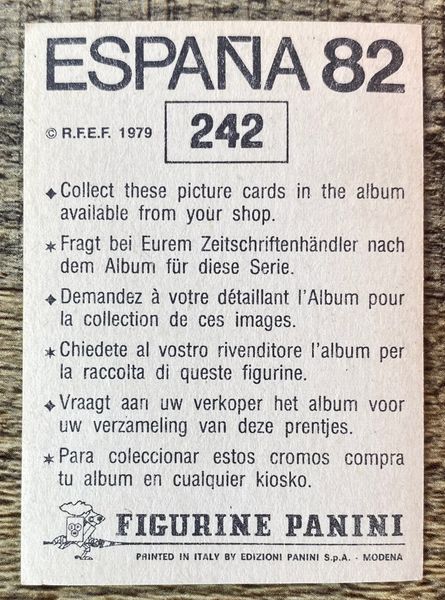 ESPAÑA 82
© R.F.E.F. 1979
242
Collect these picture cards in the album
available from your shop.
Fragt bei Eurem Zeitschriftenhändler nach
dem Album für diese Serie.
Demandez à votre détaillant l'Album pour
la collection de ces images.
Chiedete al vostro rivenditore l'album per
la raccolta di queste figurine.
Vraagt aan uw verkoper het album voor
uw verzameling van deze prentjes.
Para coleccionar estos cromos compra
tu album en cualquier kiosko.
FIGURINE PANINI
PRINTED IN ITALY BY EDIZIONI PANINI S.p.A. - MODENA